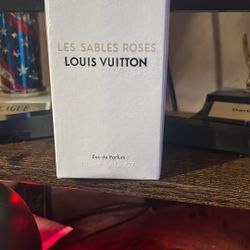 LES SABLES ROSES
LOUIS VUITTON
Eau de Parfum